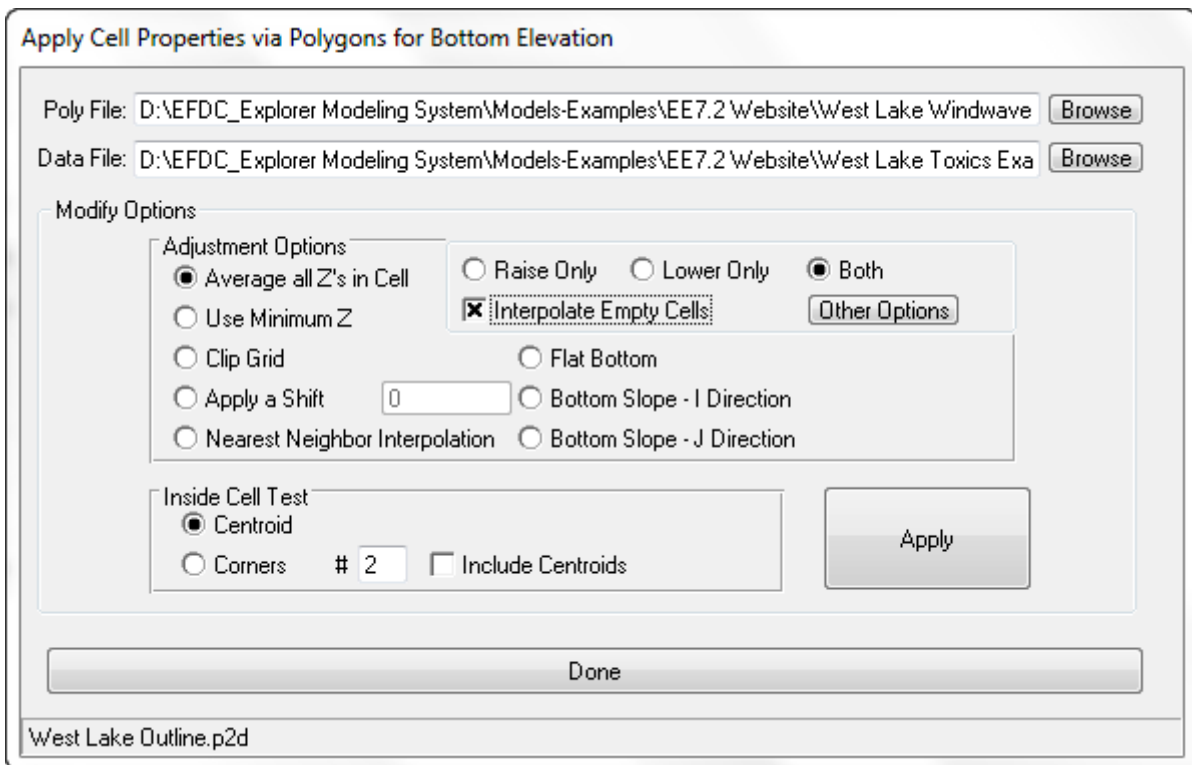 Apply Cell Properties via Polygons for Bottom Elevation
Poly File: D:\EFDC_Explorer Modeling System\Models-Examples\EE7.2 Website\West Lake Windwave Browse
Data File: D:\EFDC_Explorer Modeling System\Models-Examples\EE7.2 Website\West Lake Toxics Exa Browse
Modify Options
Adjustment Options
Average all Z's in Cell Raise Only Lower Only Both
Use Minimum Z Interpolate Empty Cells Other Options
Clip Grid Flat Bottom
Apply a Shift 0 Bottom Slope - I Direction
Nearest Neighbor Interpolation Bottom Slope - J Direction
Inside Cell Test
Centroid
Corners # 2 Include Centroids
Apply
Done
West Lake Outline.p2d